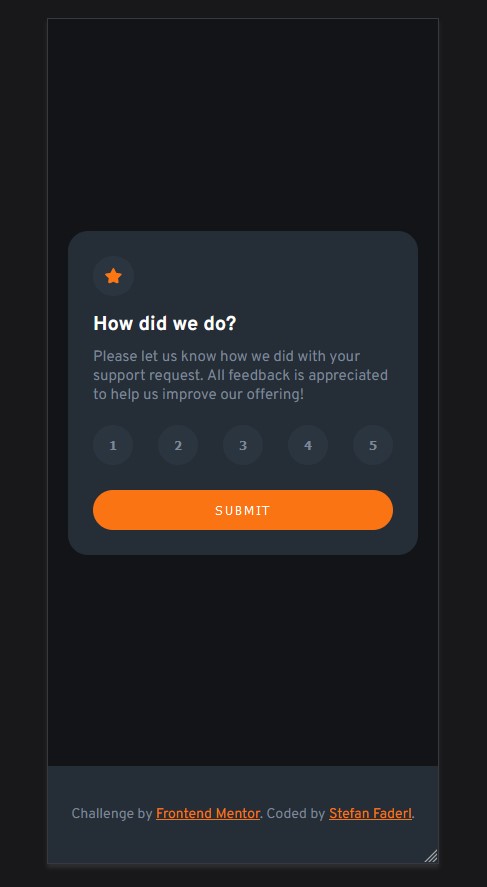 How did we do?
Please let us know how we did with your
support request. All feedback is appreciated
to help us improve our offering!
1 2 3 4 5
SUBMIT
Challenge by Frontend Mentor. Coded by Stefan Faderl.